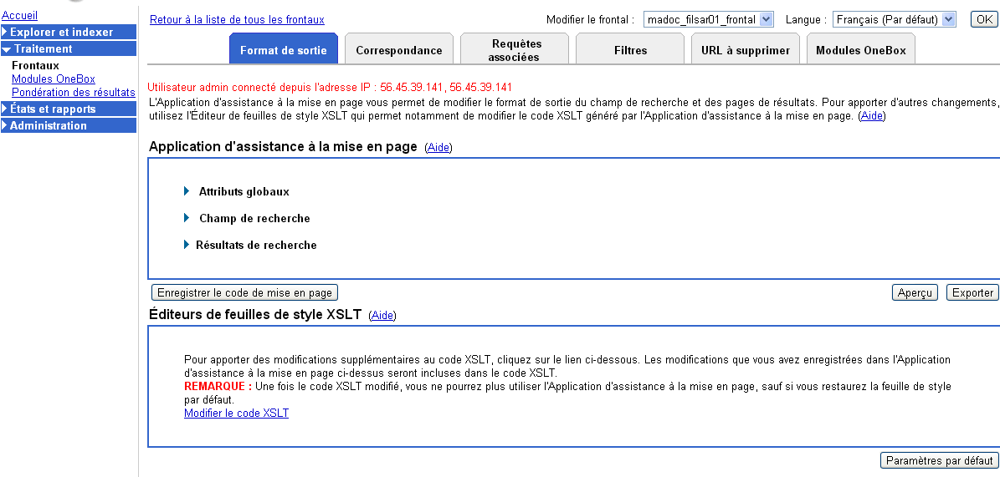 Accueil
Explorer et indexer
Traitement
Frontaux
Modules OneBox
Pondération des résultats
États et rapports
Administration
Retour à la liste de tous les frontaux
Modifier le frontal : madoc_filsar01_frontal Langue : Français (Par défaut) OK
Format de sortie
Correspondance
Requêtes
associées
Filtres
URL à supprimer
Modules OneBox
Utilisateur admin connecté depuis l'adresse IP : 56.45.39.141, 56.45.39.141
L'Application d'assistance à la mise en page vous permet de modifier le format de sortie du champ de recherche et des pages de résultats. Pour apporter d'autres changements,
utilisez l'Éditeur de feuilles de style XSLT qui permet notamment de modifier le code XSLT généré par l'Application d'assistance à la mise en page. (Aide)
Application d'assistance à la mise en page (Aide)
Attributs globaux
Champ de recherche
Résultats de recherche
Enregistrer le code de mise en page
Aperçu
Exporter
Éditeurs de feuilles de style XSLT (Aide)
Pour apporter des modifications supplémentaires au code XSLT, cliquez sur le lien ci-dessous. Les modifications que vous avez enregistrées dans l'Application
d'assistance à la mise en page ci-dessus seront incluses dans le code XSLT.
REMARQUE : Une fois le code XSLT modifié, vous ne pourrez plus utiliser l'Application d'assistance à la mise en page, sauf si vous restaurez la feuille de style
par défaut.
Modifier le code XSLT
Paramètres par défaut